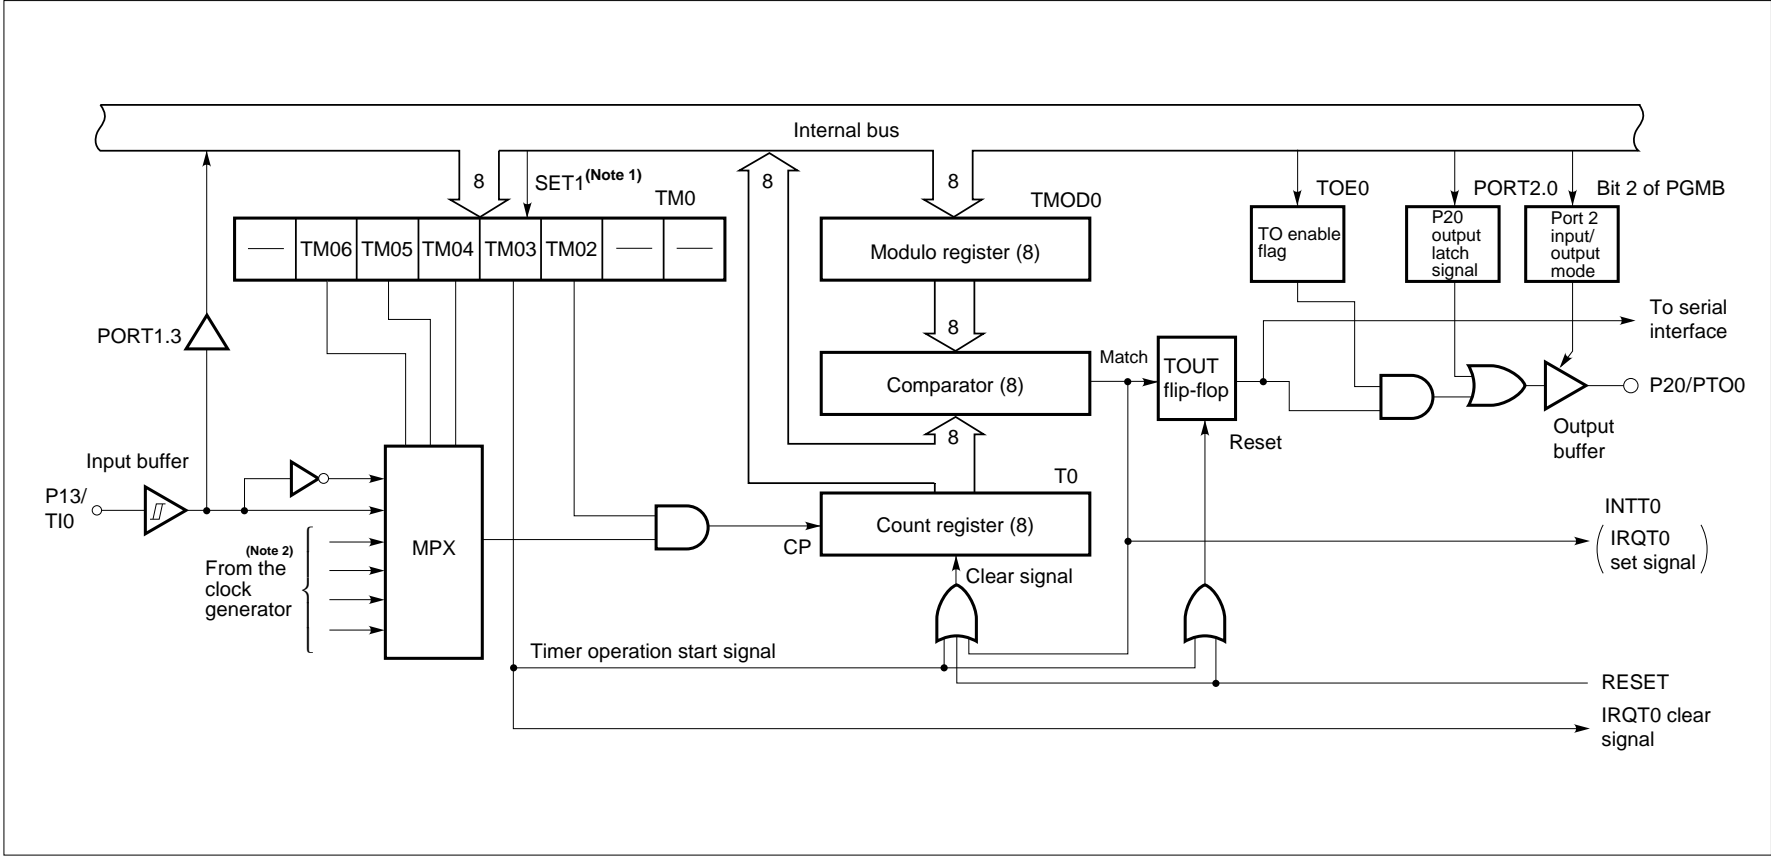 Internal bus
8
SET1(Note 1)
TM0
8
8
TMOD0
TOE0
PORT2.0
Bit 2 of PGMB
TM06
TM05
TM04
TM03
TM02
Modulo register (8)
TO enable
flag
P20
output
latch
signal
Port 2
input/
output
mode
PORT1.3
8
To serial
interface
Comparator (8)
Match
TOUT
flip-flop
P20/PTO0
8
Reset
Output
buffer
Input buffer
P13/
TI0
T0
MPX
Count register (8)
CP
INTT0
IRQT0
set signal
(Note 2)
From the
clock
generator
Clear signal
Timer operation start signal
RESET
IRQT0 clear
signal